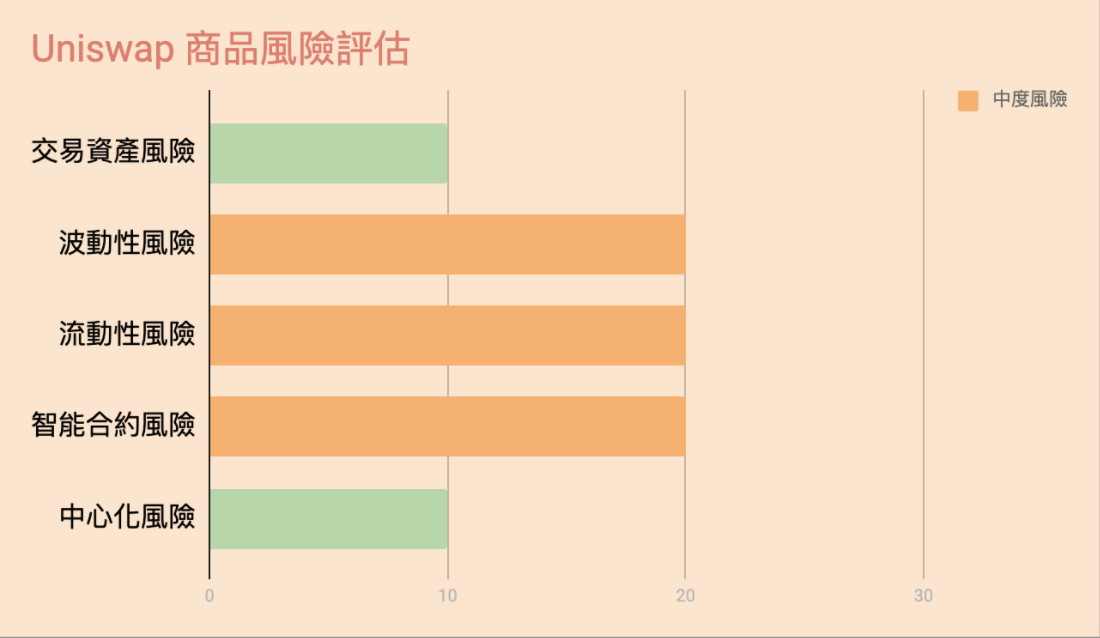 Uniswap 商品風險評估
中度風險
交易資產風險
波動性風險
流動性風險
智能合約風險
中心化風險
0 10 20 30